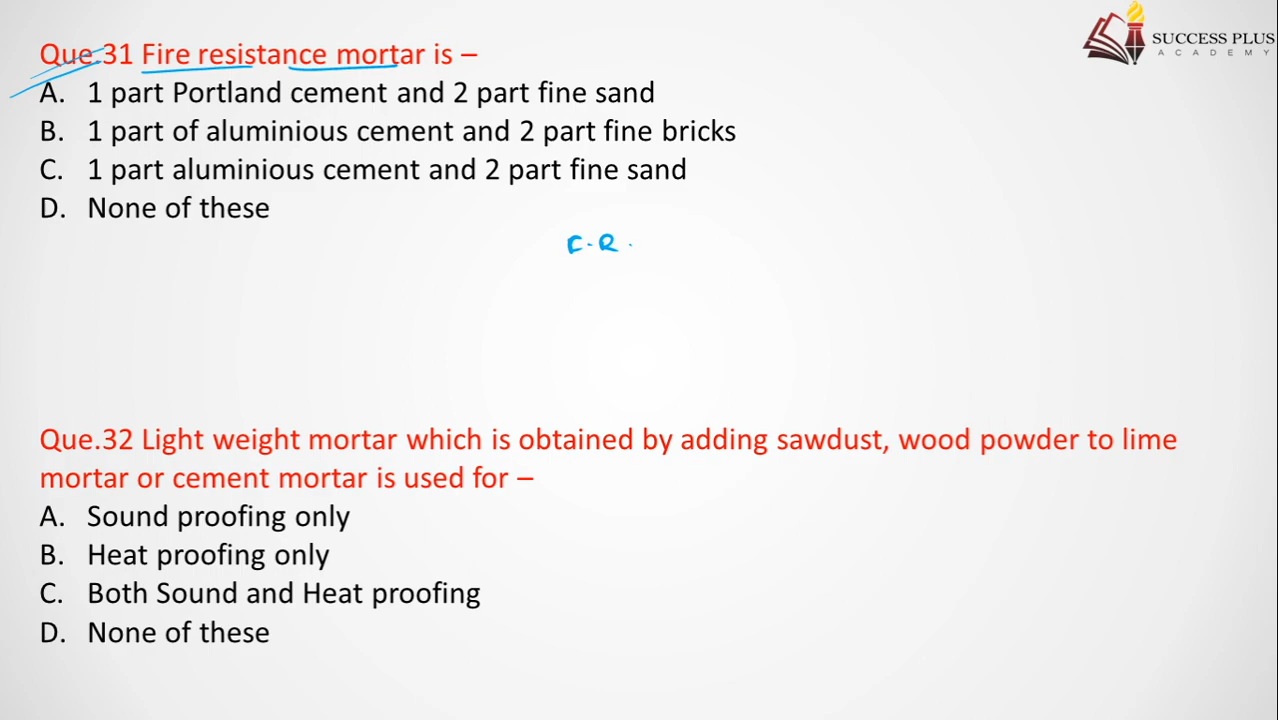 SUCCESS PLUS
ACADEMY
Que.31 Fire resistance mortar is –
A. 1 part Portland cement and 2 part fine sand
B. 1 part of aluminious cement and 2 part fine bricks
C. 1 part aluminious cement and 2 part fine sand
D. None of these
F.R.
Que.32 Light weight mortar which is obtained by adding sawdust, wood powder to lime
mortar or cement mortar is used for –
A. Sound proofing only
B. Heat proofing only
C. Both Sound and Heat proofing
D. None of these